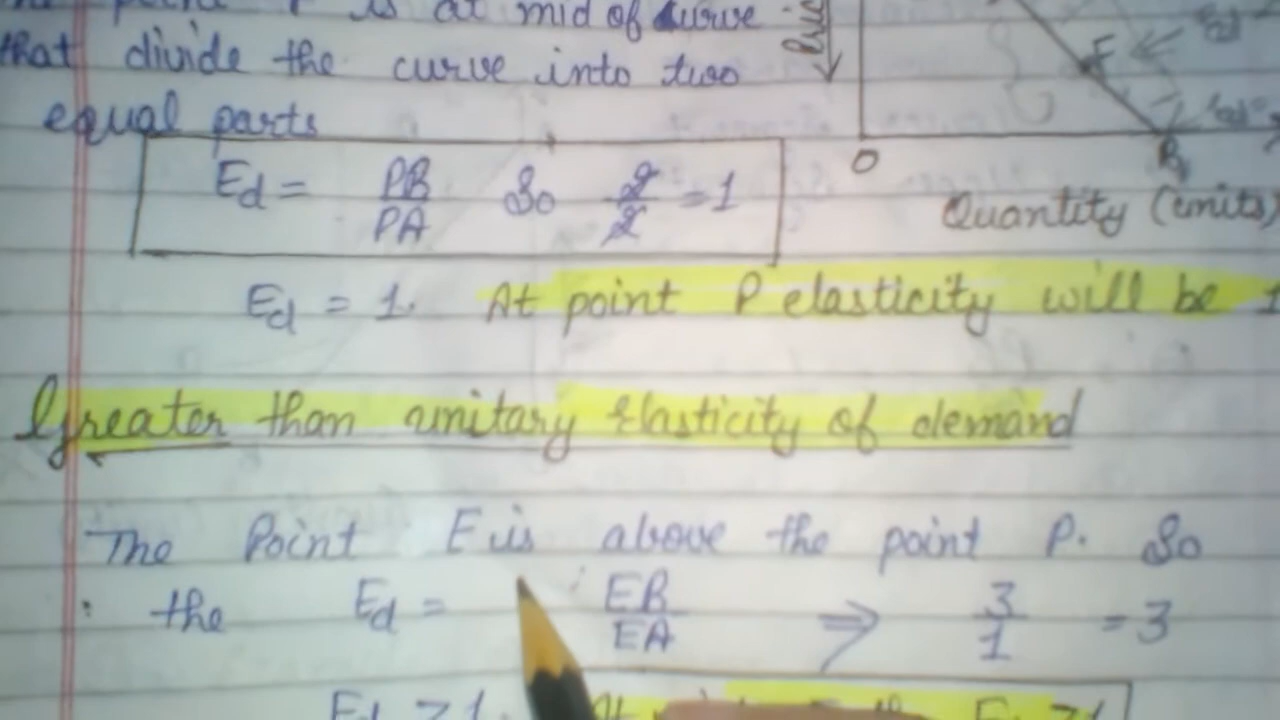 point P is at mid of curve
that divide the curve into two
equal parts
Ed = PB/PA So 2/2 = 1
Ed = 1. At point P elasticity will be 1
Greater than unitary Elasticity of demand
The Point E is above the point P. So
the Ed = EB/EA ⇒ 3/1 = 3
Ed > 1
F
O
B
Quantity (units)